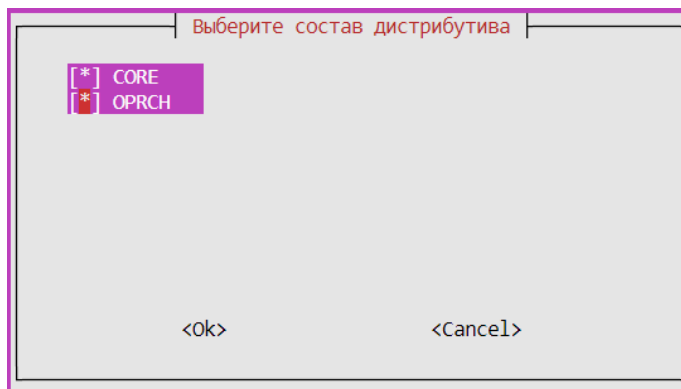 Выберите состав дистрибутива
[*] CORE
[*] OPRCH
<Ok> <Cancel>